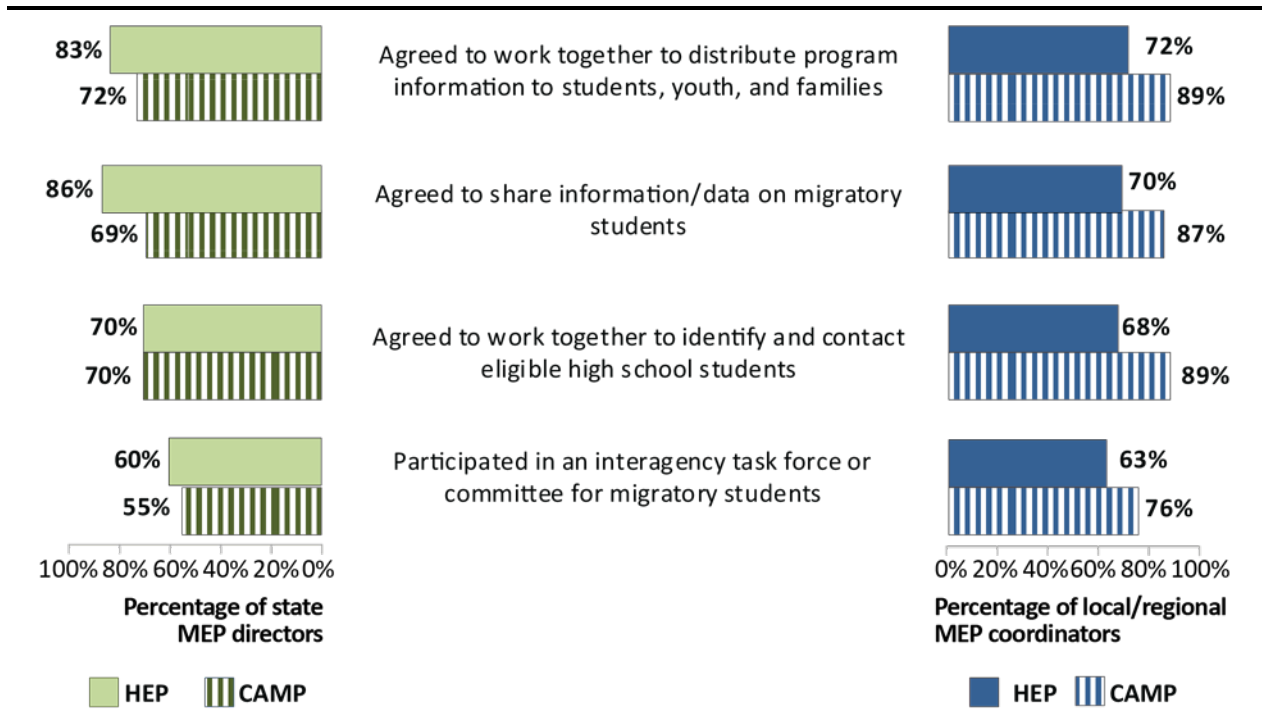 83%
72%
Agreed to work together to distribute program
information to students, youth, and families
72%
89%
86%
69%
Agreed to share information/data on migratory
students
70%
87%
70%
70%
Agreed to work together to identify and contact
eligible high school students
68%
89%
60%
55%
Participated in an interagency task force or
committee for migratory students
63%
76%
100% 80% 60% 40% 20% 0%
Percentage of state
MEP directors
HEP CAMP
0% 20% 40% 60% 80% 100%
Percentage of local/regional
MEP coordinators
HEP CAMP